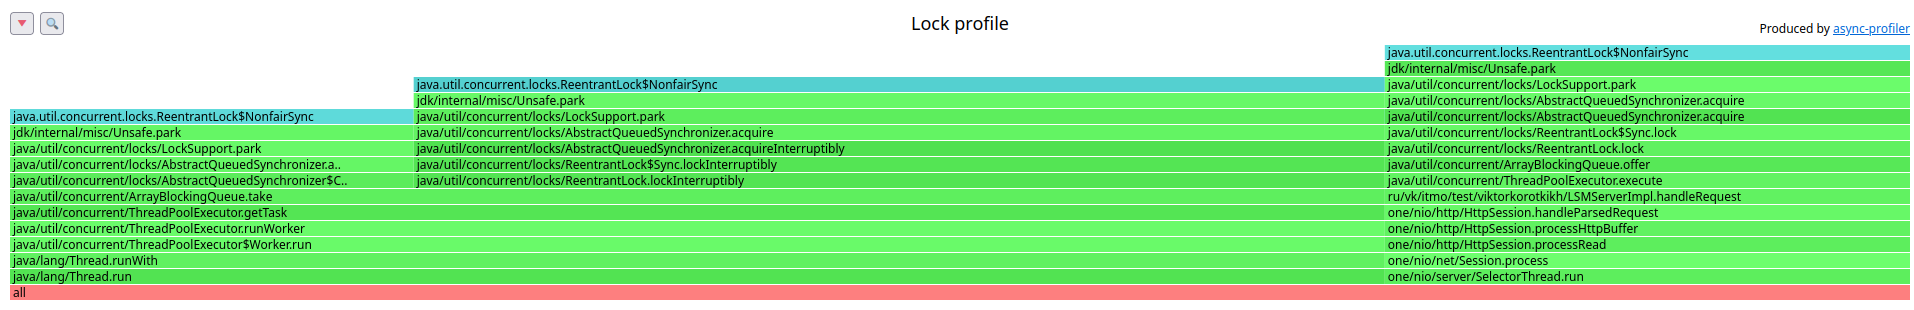 🔻 🔍 Lock profile Produced by async-profiler
java.util.concurrent.locks.ReentrantLock$NonfairSync
jdk/internal/misc/Unsafe.park
java.util.concurrent.locks.ReentrantLock$NonfairSync java/util/concurrent/locks/LockSupport.park
jdk/internal/misc/Unsafe.park java/util/concurrent/locks/AbstractQueuedSynchronizer.acquire
java.util.concurrent.locks.ReentrantLock$NonfairSync java/util/concurrent/locks/LockSupport.park java/util/concurrent/locks/AbstractQueuedSynchronizer.acquire
jdk/internal/misc/Unsafe.park java/util/concurrent/locks/AbstractQueuedSynchronizer.acquire java/util/concurrent/locks/ReentrantLock$Sync.lock
java/util/concurrent/locks/LockSupport.park java/util/concurrent/locks/AbstractQueuedSynchronizer.acquireInterruptibly java/util/concurrent/locks/ReentrantLock.lock
java/util/concurrent/locks/AbstractQueuedSynchronizer.a.. java/util/concurrent/locks/ReentrantLock$Sync.lockInterruptibly java/util/concurrent/ArrayBlockingQueue.offer
java/util/concurrent/locks/AbstractQueuedSynchronizer$C.. java/util/concurrent/locks/ReentrantLock.lockInterruptibly java/util/concurrent/ThreadPoolExecutor.execute
java/util/concurrent/ArrayBlockingQueue.take ru/vk/itmo/test/viktorkorotkikh/LSMServerImpl.handleRequest
java/util/concurrent/ThreadPoolExecutor.getTask one/nio/http/HttpSession.handleParsedRequest
java/util/concurrent/ThreadPoolExecutor.runWorker one/nio/http/HttpSession.processHttpBuffer
java/util/concurrent/ThreadPoolExecutor$Worker.run one/nio/http/HttpSession.processRead
java/lang/Thread.runWith one/nio/net/Session.process
java/lang/Thread.run one/nio/server/SelectorThread.run
all